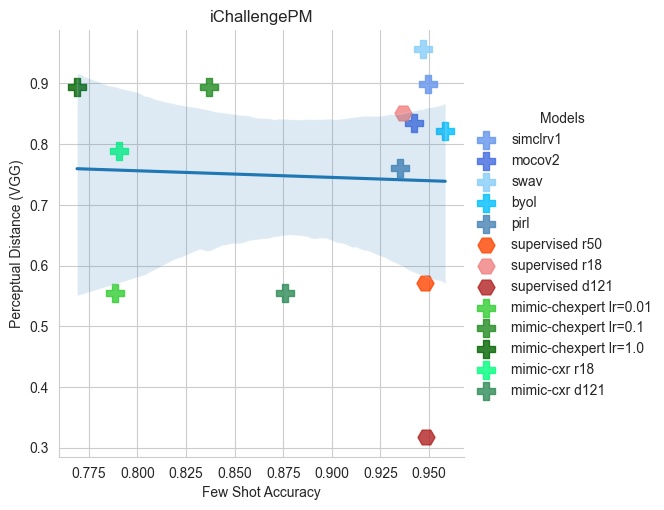 iChallengePM
Perceptual Distance (VGG)
0.9
0.8
0.7
0.6
0.5
0.4
0.3
0.775 0.800 0.825 0.850 0.875 0.900 0.925 0.950
Few Shot Accuracy
Models
simclrv1
mocov2
swav
byol
pirl
supervised r50
supervised r18
supervised d121
mimic-chexpert lr=0.01
mimic-chexpert lr=0.1
mimic-chexpert lr=1.0
mimic-cxr r18
mimic-cxr d121